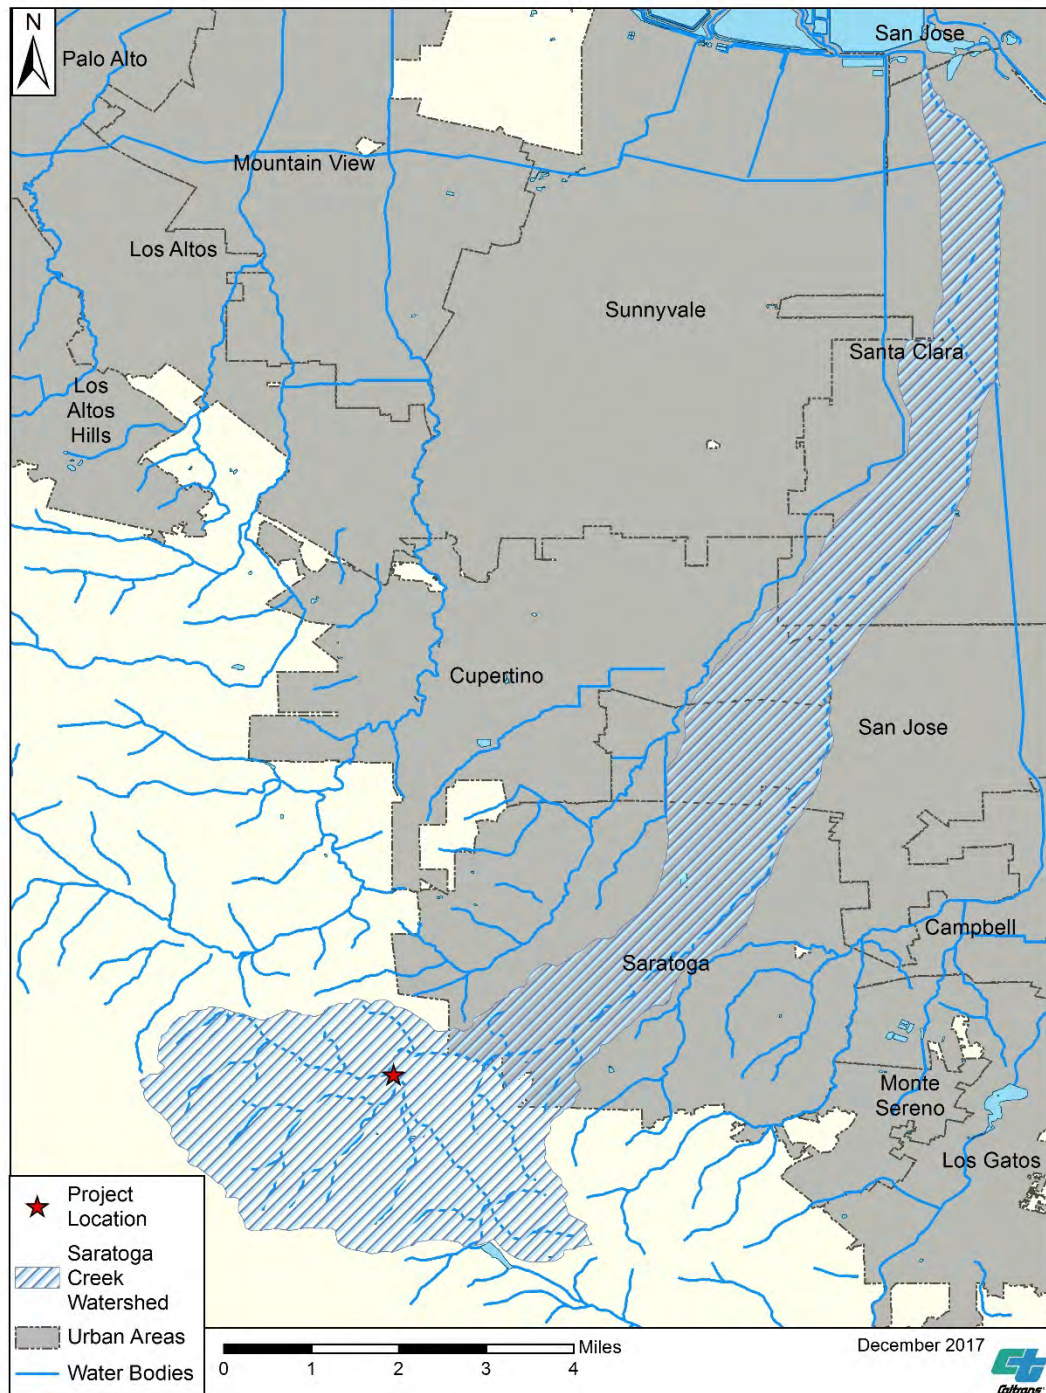 N
San Jose
Palo Alto
Mountain View
Los Altos
Sunnyvale
Santa Clara
Los
Altos
Hills
Cupertino
San Jose
Campbell
Saratoga
Monte
Sereno
Los Gatos
Project
Location
Saratoga
Creek
Watershed
Urban Areas
Water Bodies
Miles
0 1 2 3 4
December 2017
Caltrans